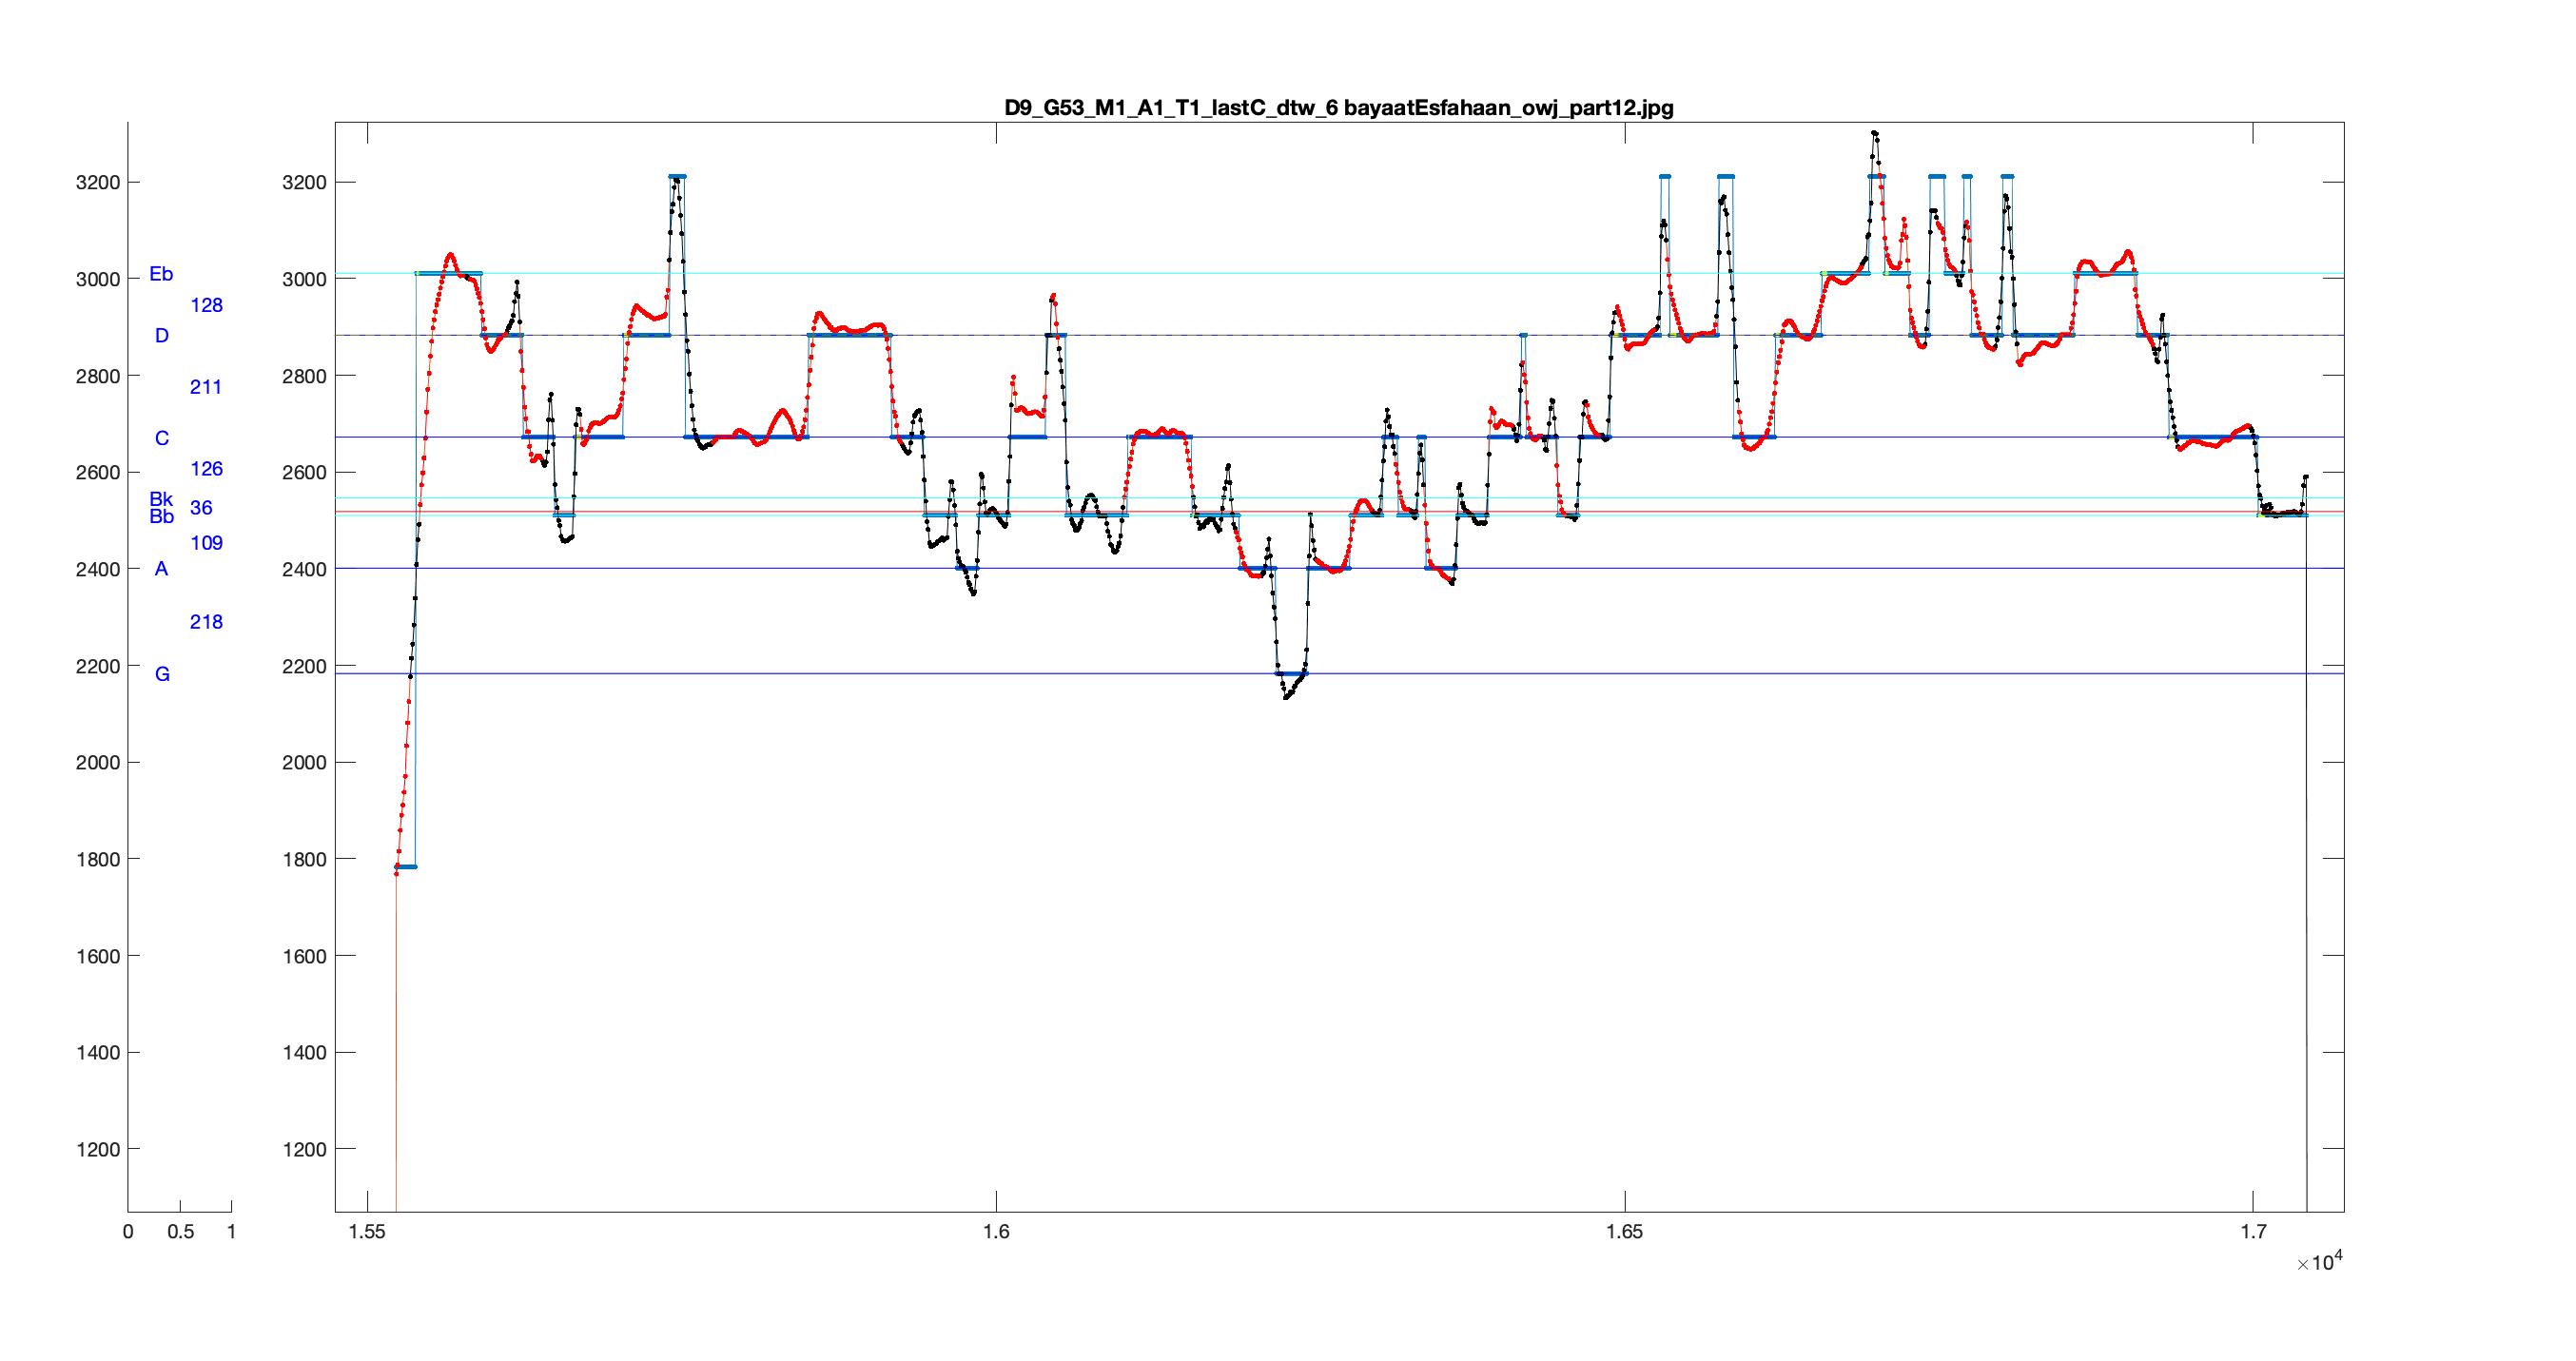 D9_G53_M1_A1_T1_lastC_dtw_6 bayaatEsfahaan_owj_part12.jpg
3200 3200
3000 Eb 3000
128
D
2800 211 2800
C
2600 126 2600
Bk 36
Bb
109
2400 A 2400
218
2200 G 2200
2000 2000
1800 1800
1600 1600
1400 1400
1200 1200
0 0.5 1 1.55 1.6 1.65 1.7
×10^4